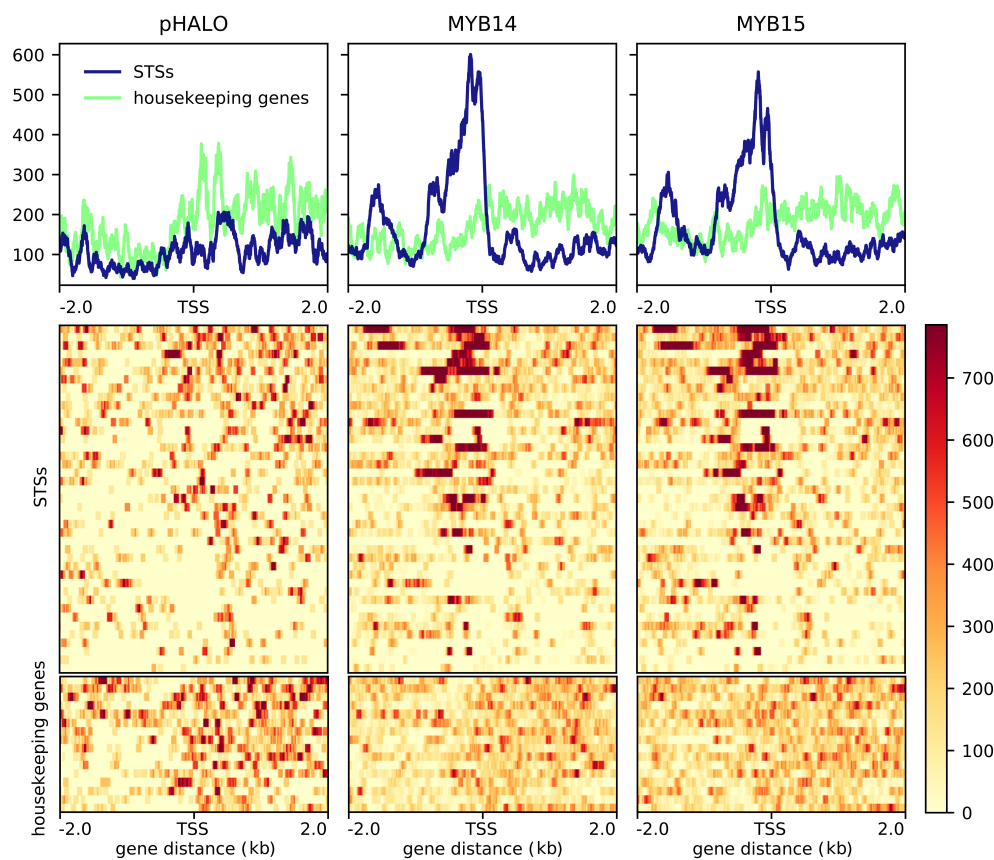 pHALO MYB14 MYB15
600
500
400
300
200
100
STSs
housekeeping genes
-2.0 TSS 2.0 -2.0 TSS 2.0 -2.0 TSS 2.0
STSs
housekeeping genes
700
600
500
400
300
200
100
0
-2.0 TSS 2.0 -2.0 TSS 2.0 -2.0 TSS 2.0
gene distance (kb) gene distance (kb) gene distance (kb)